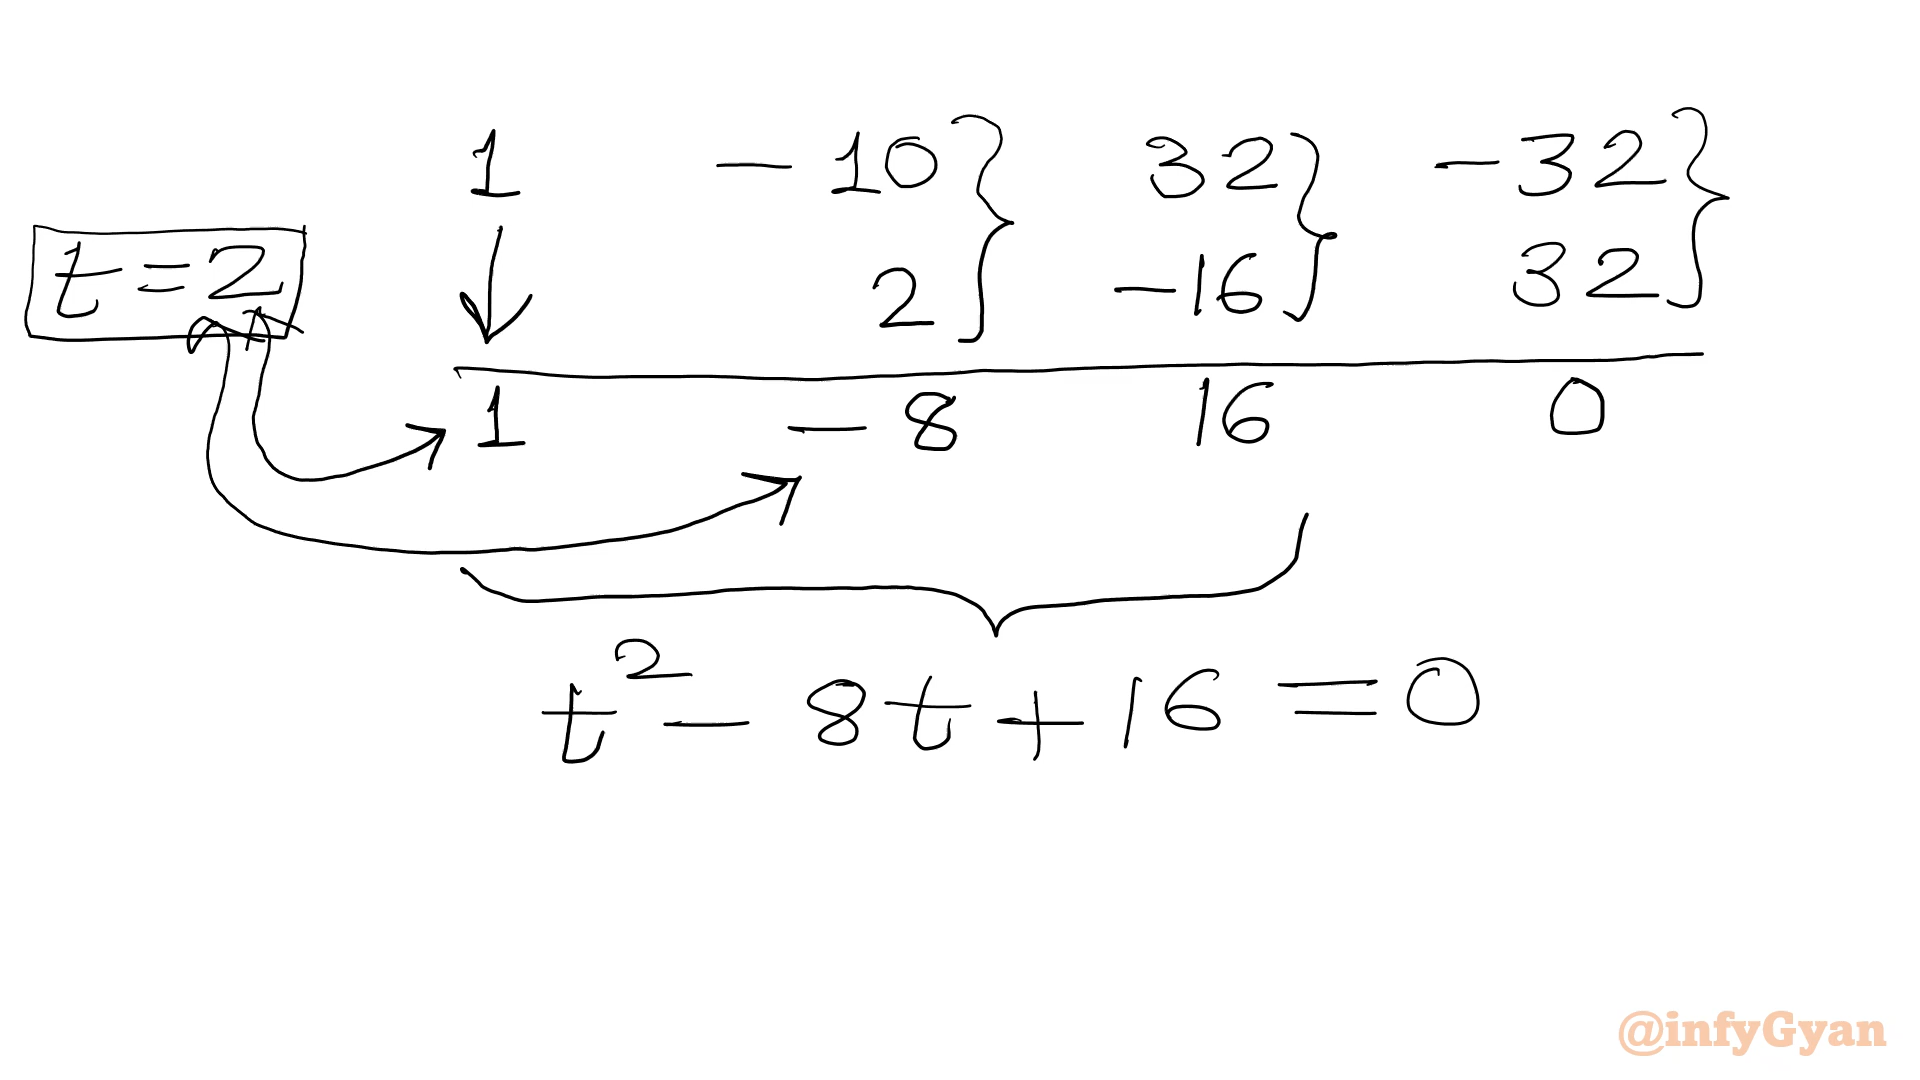 1 -10 32 -32
t=2 2 -16 32
1 -8 16 0
t² - 8t + 16 = 0
@infyGyan